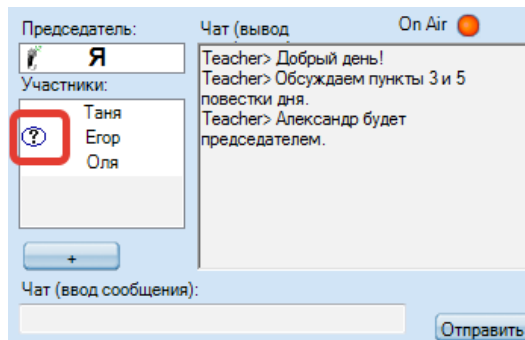 Председатель:
Я
Участники:
Таня
? Егор
Оля
+
Чат (вывод
On Air
Teacher> Добрый день!
Teacher> Обсуждаем пункты 3 и 5
повестки дня.
Teacher> Александр будет
председателем.
Чат (ввод сообщения):
Отправить